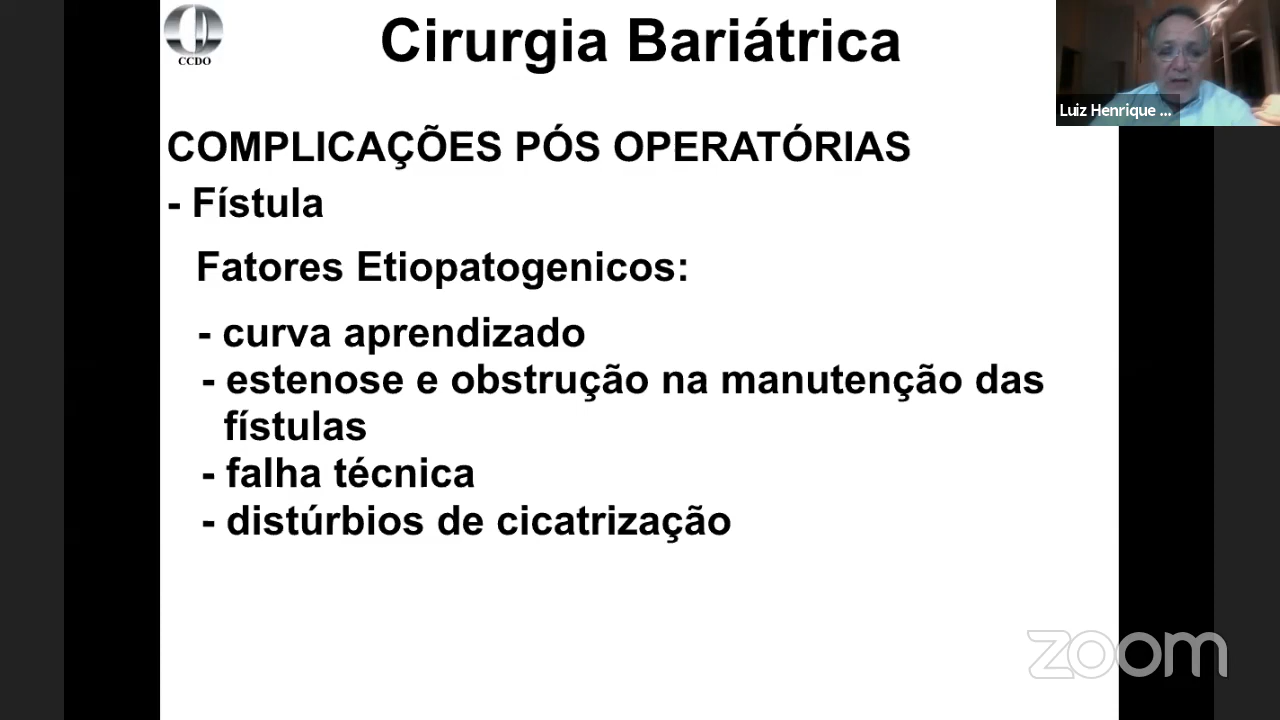 CCDO
Cirurgia Bariátrica
Luiz Henrique ...
COMPLICAÇÕES PÓS OPERATÓRIAS
- Fístula
Fatores Etiopatogenicos:
- curva aprendizado
- estenose e obstrução na manutenção das
fístulas
- falha técnica
- distúrbios de cicatrização
zoom